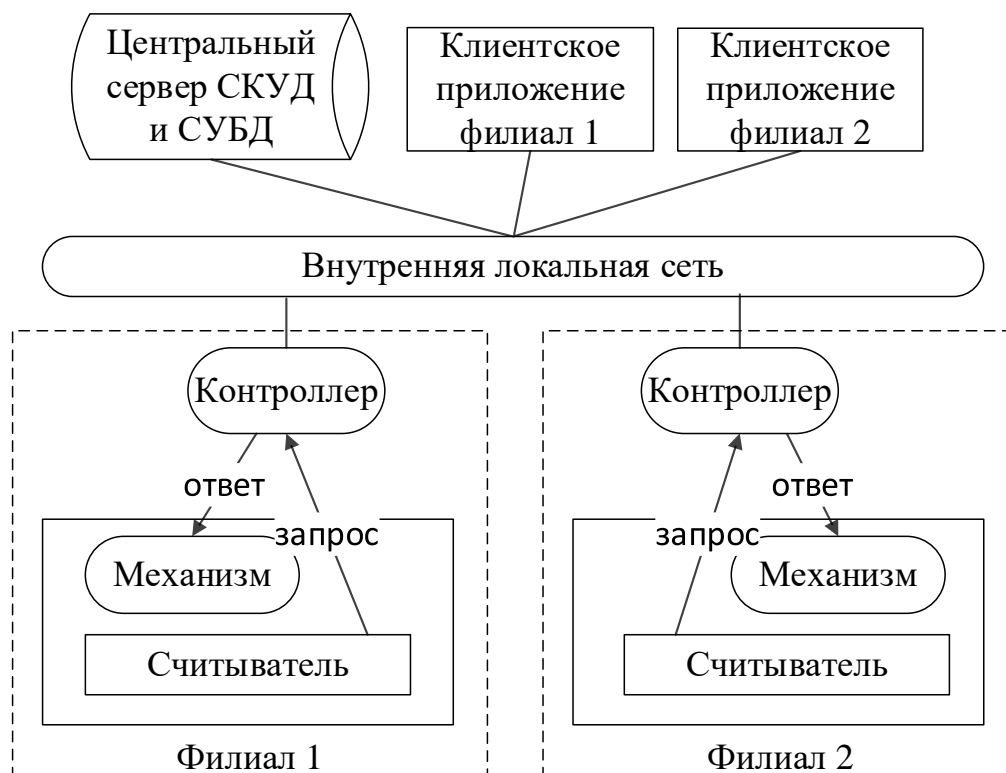 Центральный
сервер СКУД
и СУБД
Клиентское
приложение
филиал 1
Клиентское
приложение
филиал 2
Внутренняя локальная сеть
Контроллер
Контроллер
ответ
запрос
запрос
ответ
Механизм
Считыватель
Механизм
Считыватель
Филиал 1
Филиал 2